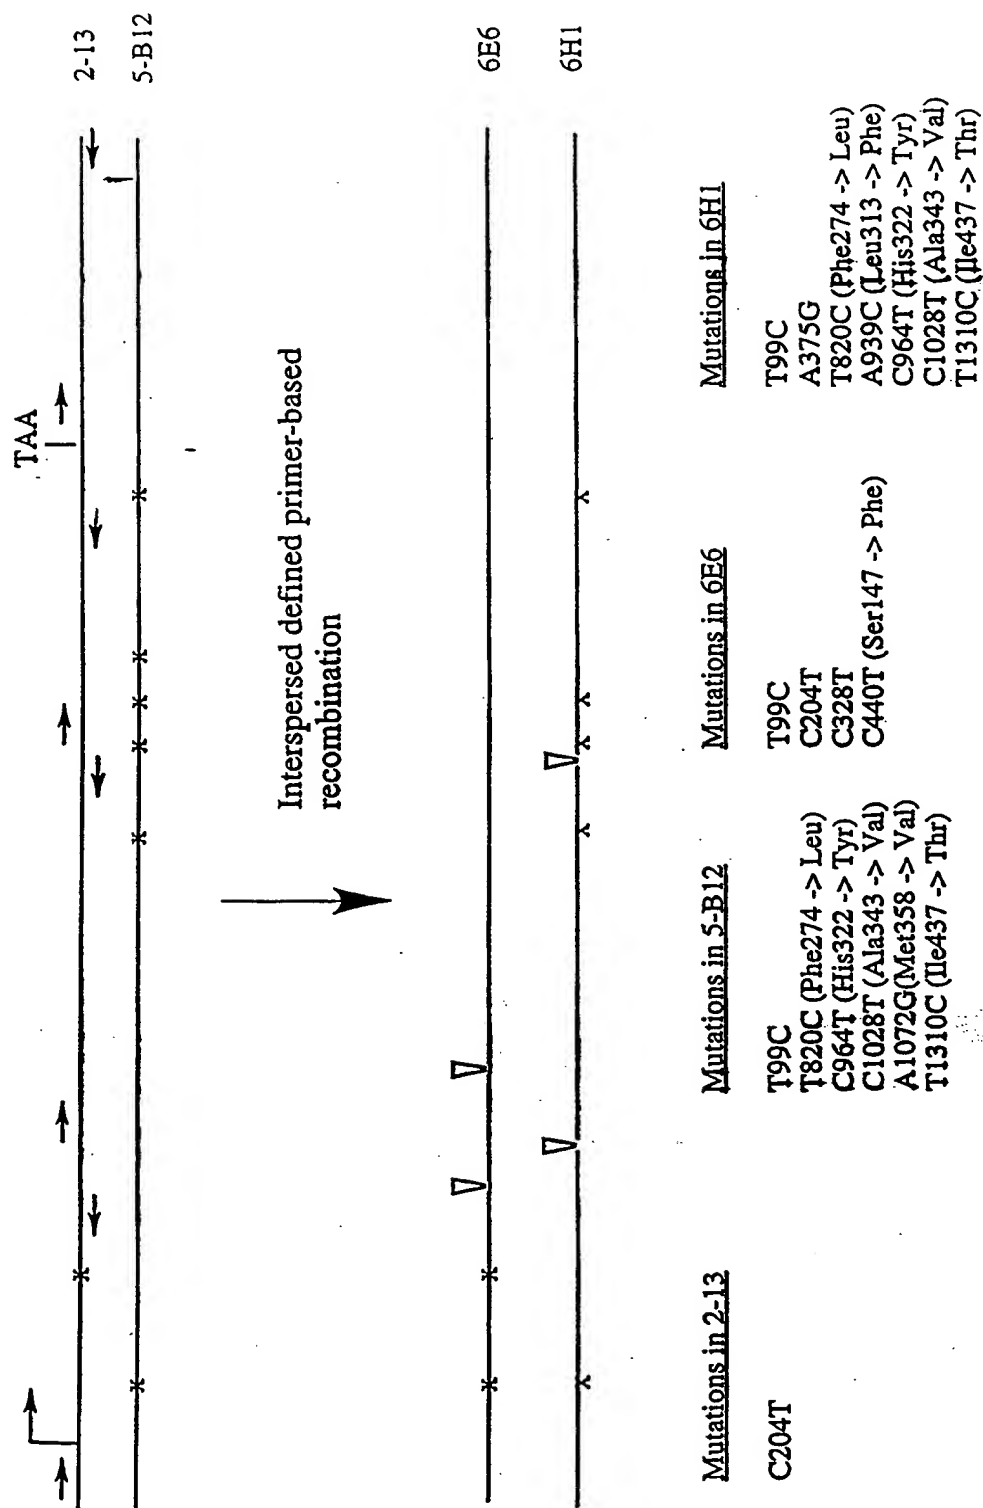 2-13
TAA
5-B12
Interspersed defined primer-based
recombination
6E6
6H1
Mutations in 2-13
C204T
Mutations in 5-B12
T99C
T820C (Phe274 -> Leu)
C964T (His322 -> Tyr)
C1028T (Ala343 -> Val)
A1072G(Met358 -> Val)
T1310C (Ile437 -> Thr)
Mutations in 6E6
T99C
C204T
C328T
C440T (Ser147 -> Phe)
Mutations in 6H1
T99C
A375G
T820C (Phe274 -> Leu)
A939C (Leu313 -> Phe)
C964T (His322 -> Tyr)
C1028T (Ala343 -> Val)
T1310C (Ile437 -> Thr)